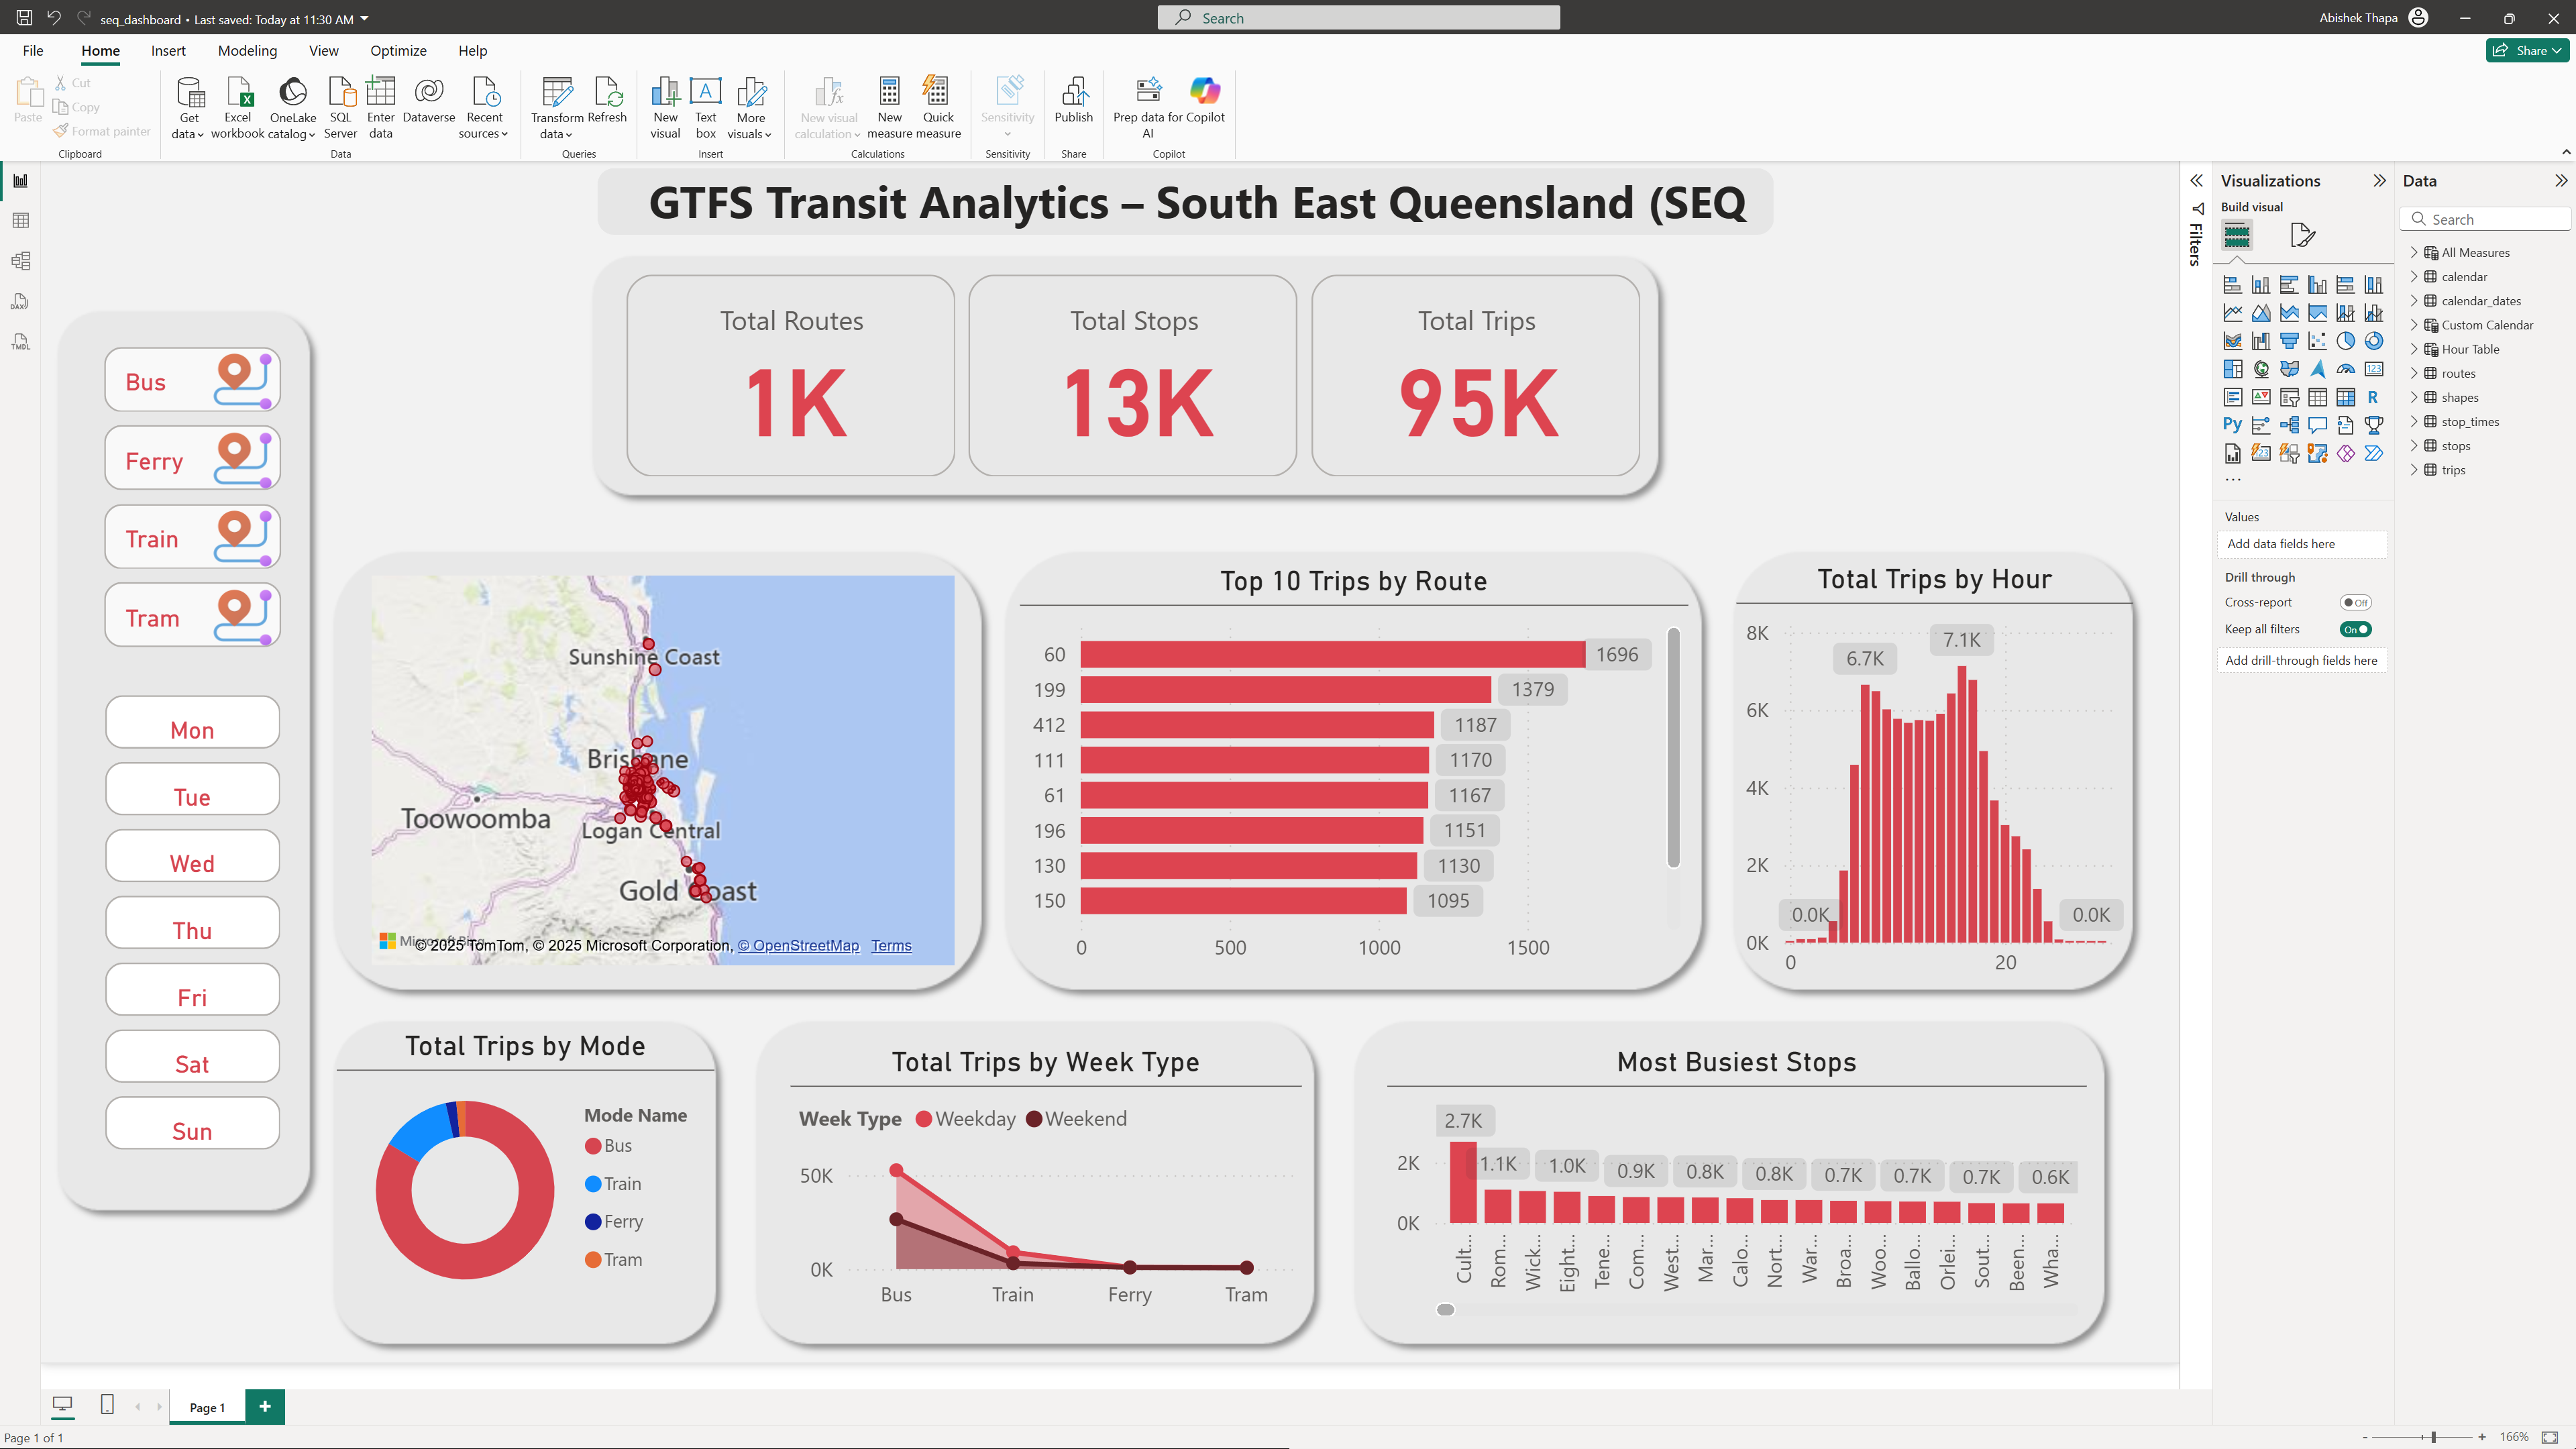 seq_dashboard • Last saved: Today at 11:30 AM
Search
Abishek Thapa
File
Home
Insert
Modeling
View
Optimize
Help
Share
Paste
Cut
Copy
Format painter
Clipboard
Get data
Excel workbook
OneLake catalog
SQL Server
Enter data
Dataverse
Recent sources
Data
Transform data
Refresh
Queries
New visual
Text box
More visuals
Insert
New visual calculation
New measure
Quick measure
Calculations
Sensitivity
Sensitivity
Publish
Share
Prep data for AI
Copilot
Copilot
DAX
TMDL
GTFS Transit Analytics – South East Queensland (SEQ
Total Routes
1K
Total Stops
13K
Total Trips
95K
Bus
Ferry
Train
Tram
Mon
Tue
Wed
Thu
Fri
Sat
Sun
Sunshine Coast
Brisbane
Toowoomba
Logan Central
Gold Coast
© 2025 TomTom, © 2025 Microsoft Corporation, © OpenStreetMap Terms
Top 10 Trips by Route
60 1696
199 1379
412 1187
111 1170
61 1167
196 1151
130 1130
150 1095
0 500 1000 1500
Total Trips by Hour
8K
6K
4K
2K
0K
0.0K
6.7K
7.1K
0.0K
0 20
Total Trips by Mode
Mode Name
Bus
Train
Ferry
Tram
Total Trips by Week Type
Week Type Weekday Weekend
50K
0K
Bus Train Ferry Tram
Most Busiest Stops
2.7K
1.1K 1.0K 0.9K 0.8K 0.8K 0.7K 0.7K 0.7K 0.6K
2K
0K
Cult...
Rom...
Wick...
Eight...
Tene...
Com...
West...
Mar...
Calo...
Nort...
War...
Broa...
Woo...
Ballo...
Orlei...
Sout...
Been...
Wha...
Filters
Visualizations
Build visual
123
R
Py
123
...
Values
Add data fields here
Drill through
Cross-report
Off
Keep all filters
On
Add drill-through fields here
Data
Search
All Measures
calendar
calendar_dates
Custom Calendar
Hour Table
routes
shapes
stop_times
stops
trips
Page 1
Page 1 of 1
166%